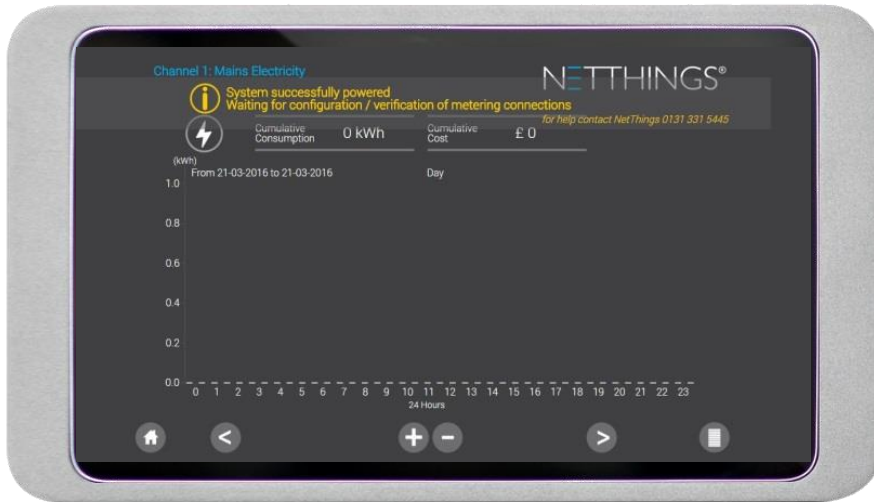 Channel 1: Mains Electricity
NETTHINGS®
System successfully powered
Waiting for configuration / verification of metering connections
for help contact NetThings 0131 331 5445
Cumulative Consumption 0 kWh
Cumulative Cost £ 0
(kWh)
From 21-03-2016 to 21-03-2016 Day
1.0
0.8
0.6
0.4
0.2
0.0
0 1 2 3 4 5 6 7 8 9 10 11 12 13 14 15 16 17 18 19 20 21 22 23
24 Hours
< + - >